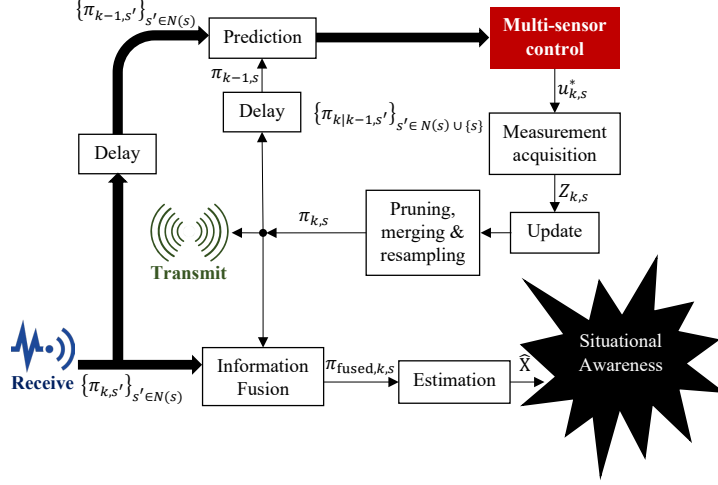 {π_{k−1,s′}}_{s′∈N(s)}
Prediction
Multi-sensor
control
π_{k−1,s}
u*_{k,s}
Delay
{π_{k|k−1,s′}}_{s′∈ N(s) ∪ {s}}
Measurement
acquisition
Delay
Z_{k,s}
π_{k,s}
Pruning,
merging &
resampling
Update
Transmit
Receive
{π_{k,s′}}_{s′∈N(s)}
Information
Fusion
π_{fused,k,s}
Estimation
X̂
Situational
Awareness